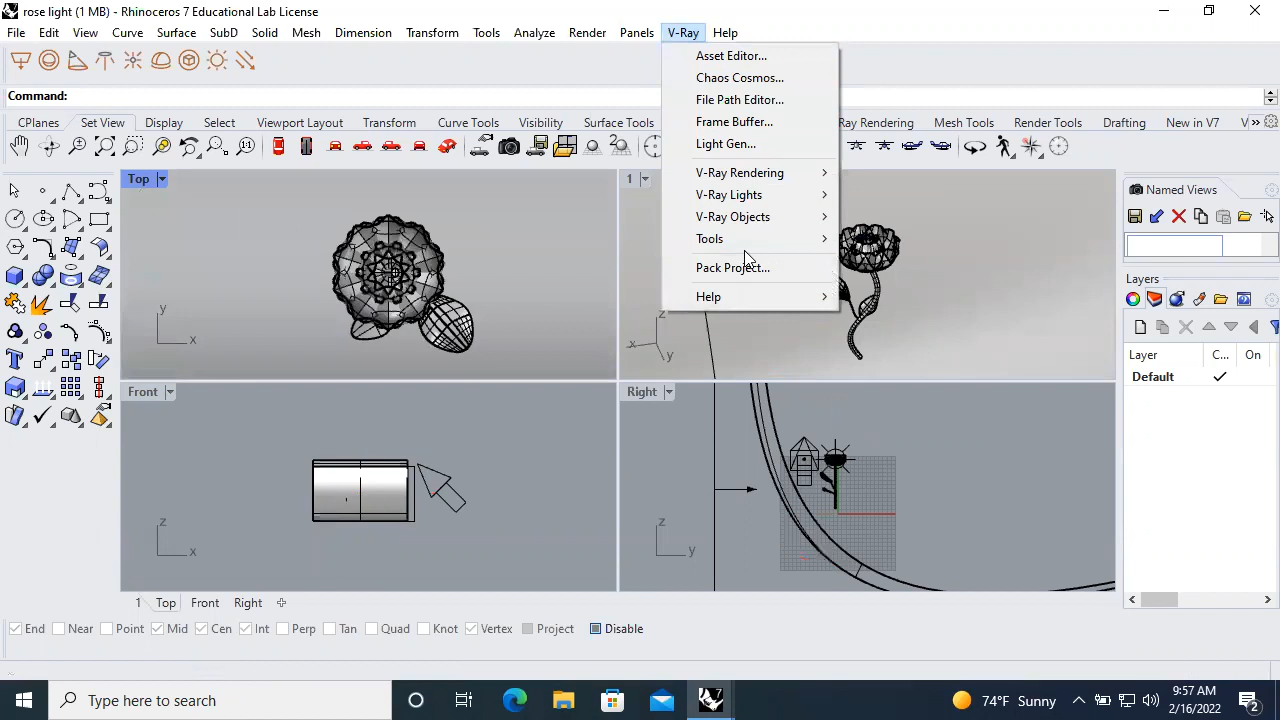 rose light (1 MB) - Rhinoceros 7 Educational Lab License
File Edit View Curve Surface SubD Solid Mesh Dimension Transform Tools Analyze Render Panels V-Ray Help
Asset Editor...
Chaos Cosmos...
File Path Editor...
Frame Buffer...
Light Gen...
V-Ray Rendering
V-Ray Lights
V-Ray Objects
Tools
Pack Project...
Help
Command:
CPlanes Set View Display Select Viewport Layout Transform Curve Tools Visibility Surface Tools Ray Rendering Mesh Tools Render Tools Drafting New in V7 V
Top
y
x
1
z
x
y
Front
z
x
Right
z
y
Named Views
Layers
Layer C... On
Default
1 Top Front Right
End Near Point Mid Cen Int Perp Tan Quad Knot Vertex Project Disable
Type here to search
74°F Sunny
9:57 AM
2/16/2022
2